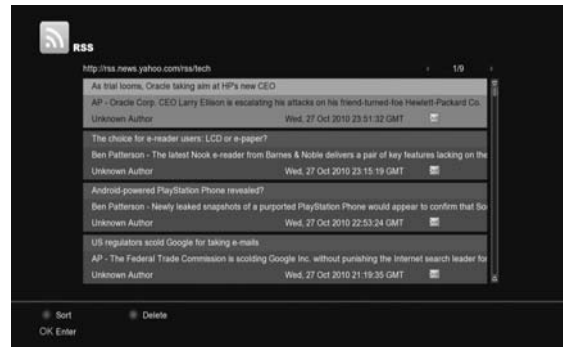 RSS
http://rss.news.yahoo.com/rss/tech 1/9
As trial looms, Oracle taking aim at HP's new CEO
AP - Oracle Corp. CEO Larry Ellison is escalating his attacks on his friend-turned-foe Hewlett-Packard Co.
Unknown Author Wed, 27 Oct 2010 23:51:32 GMT
The choice for e-reader users: LCD or e-paper?
Ben Patterson - The latest Nook e-reader from Barnes & Noble delivers a pair of key features lacking on the
Unknown Author Wed, 27 Oct 2010 23:15:19 GMT
Android-powered PlayStation Phone revealed?
Ben Patterson - Newly leaked snapshots of a purported PlayStation Phone would appear to confirm that So
Unknown Author Wed, 27 Oct 2010 22:53:24 GMT
US regulators scold Google for taking e-mails
AP - The Federal Trade Commission is scolding Google Inc. without punishing the Internet search leader for
Unknown Author Wed, 27 Oct 2010 21:19:35 GMT
Sort Delete
OK Enter